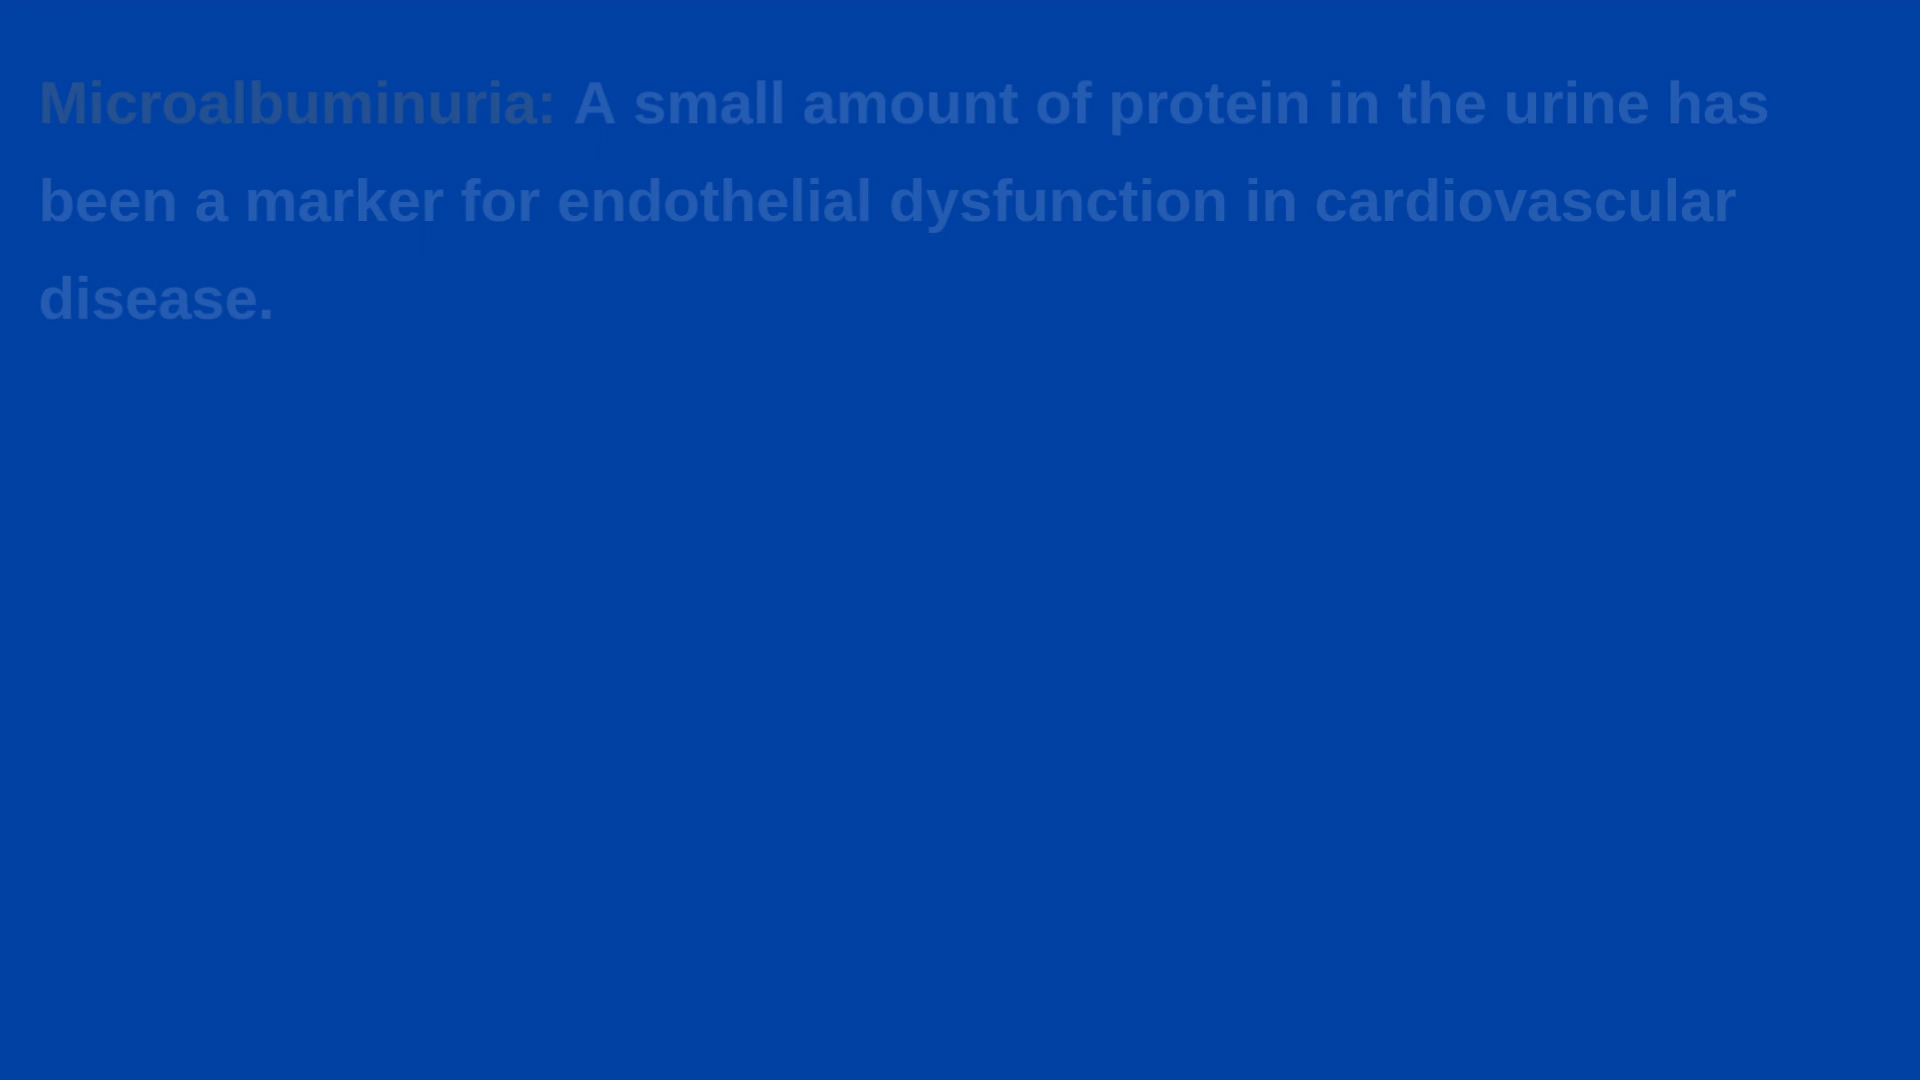 Microalbuminuria: A small amount of protein in the urine has
been a marker for endothelial dysfunction in cardiovascular
disease.